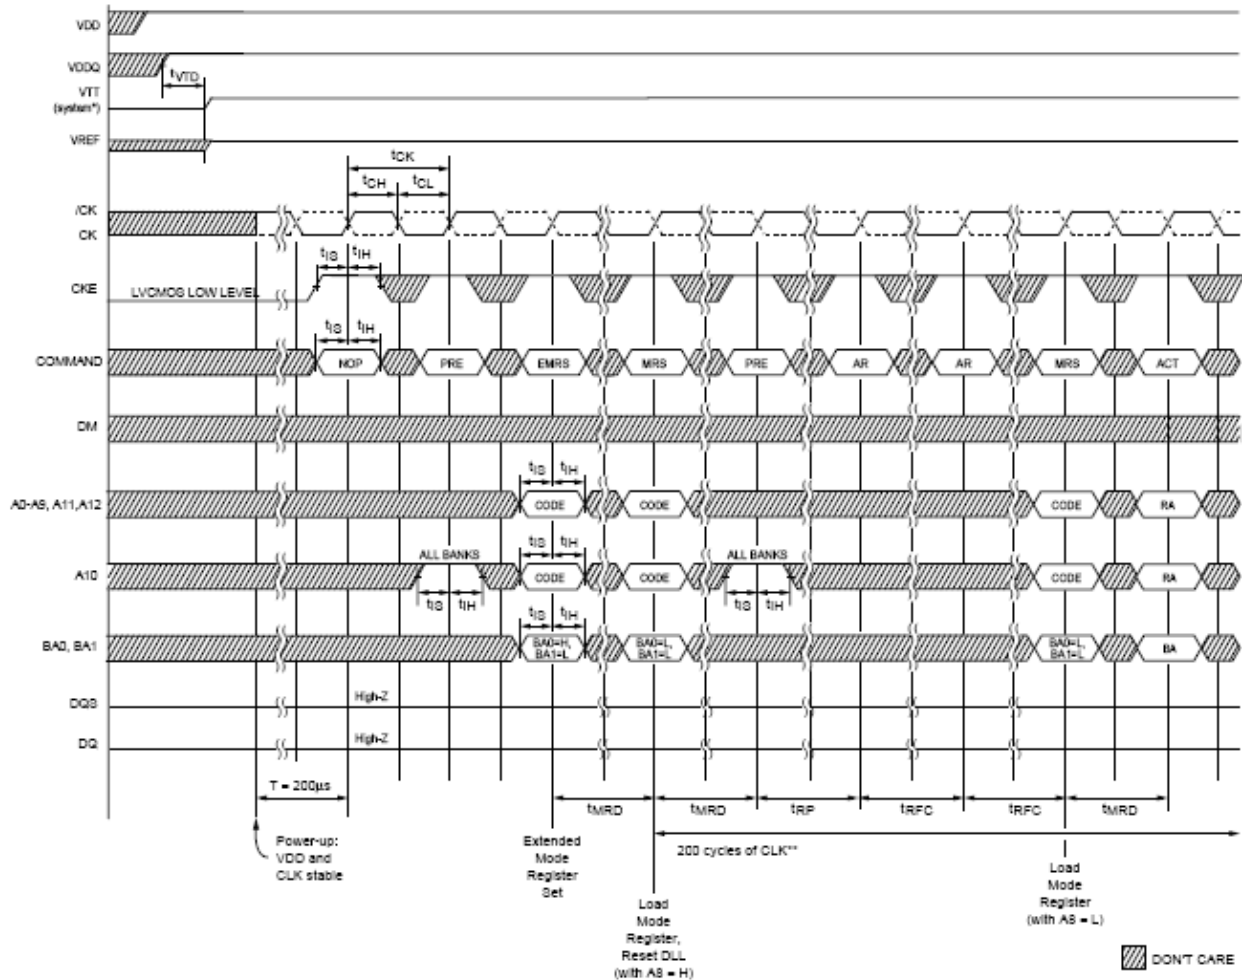 VDD
VDDQ
tVTD
VTT
(system*)
VREF
tCK
tCH tCL
/CK
CK
tIS tIH
CKE LVCMOS LOW LEVEL
tIS tIH
COMMAND NOP PRE EMRS MRS PRE AR AR MRS ACT
DM
tIS tIH
A0-A9, A11,A12 CODE CODE CODE RA
ALL BANKS tIS tIH ALL BANKS
A10 CODE CODE CODE RA
tIS tIH tIS tIH
tIS tIH
BA0, BA1 BA0=H, BA0=L, BA0=L, BA
BA1=L BA1=L BA1=L
DQS High-Z
DQ High-Z
T = 200µs
tMRD tMRD tRP tRFC tRFC tMRD
Power-up:
VDD and
CLK stable
Extended
Mode
Register
Set
200 cycles of CLK**
Load
Mode
Register,
Reset DLL
(with A8 = H)
Load
Mode
Register
(with A8 = L)
DON'T CARE